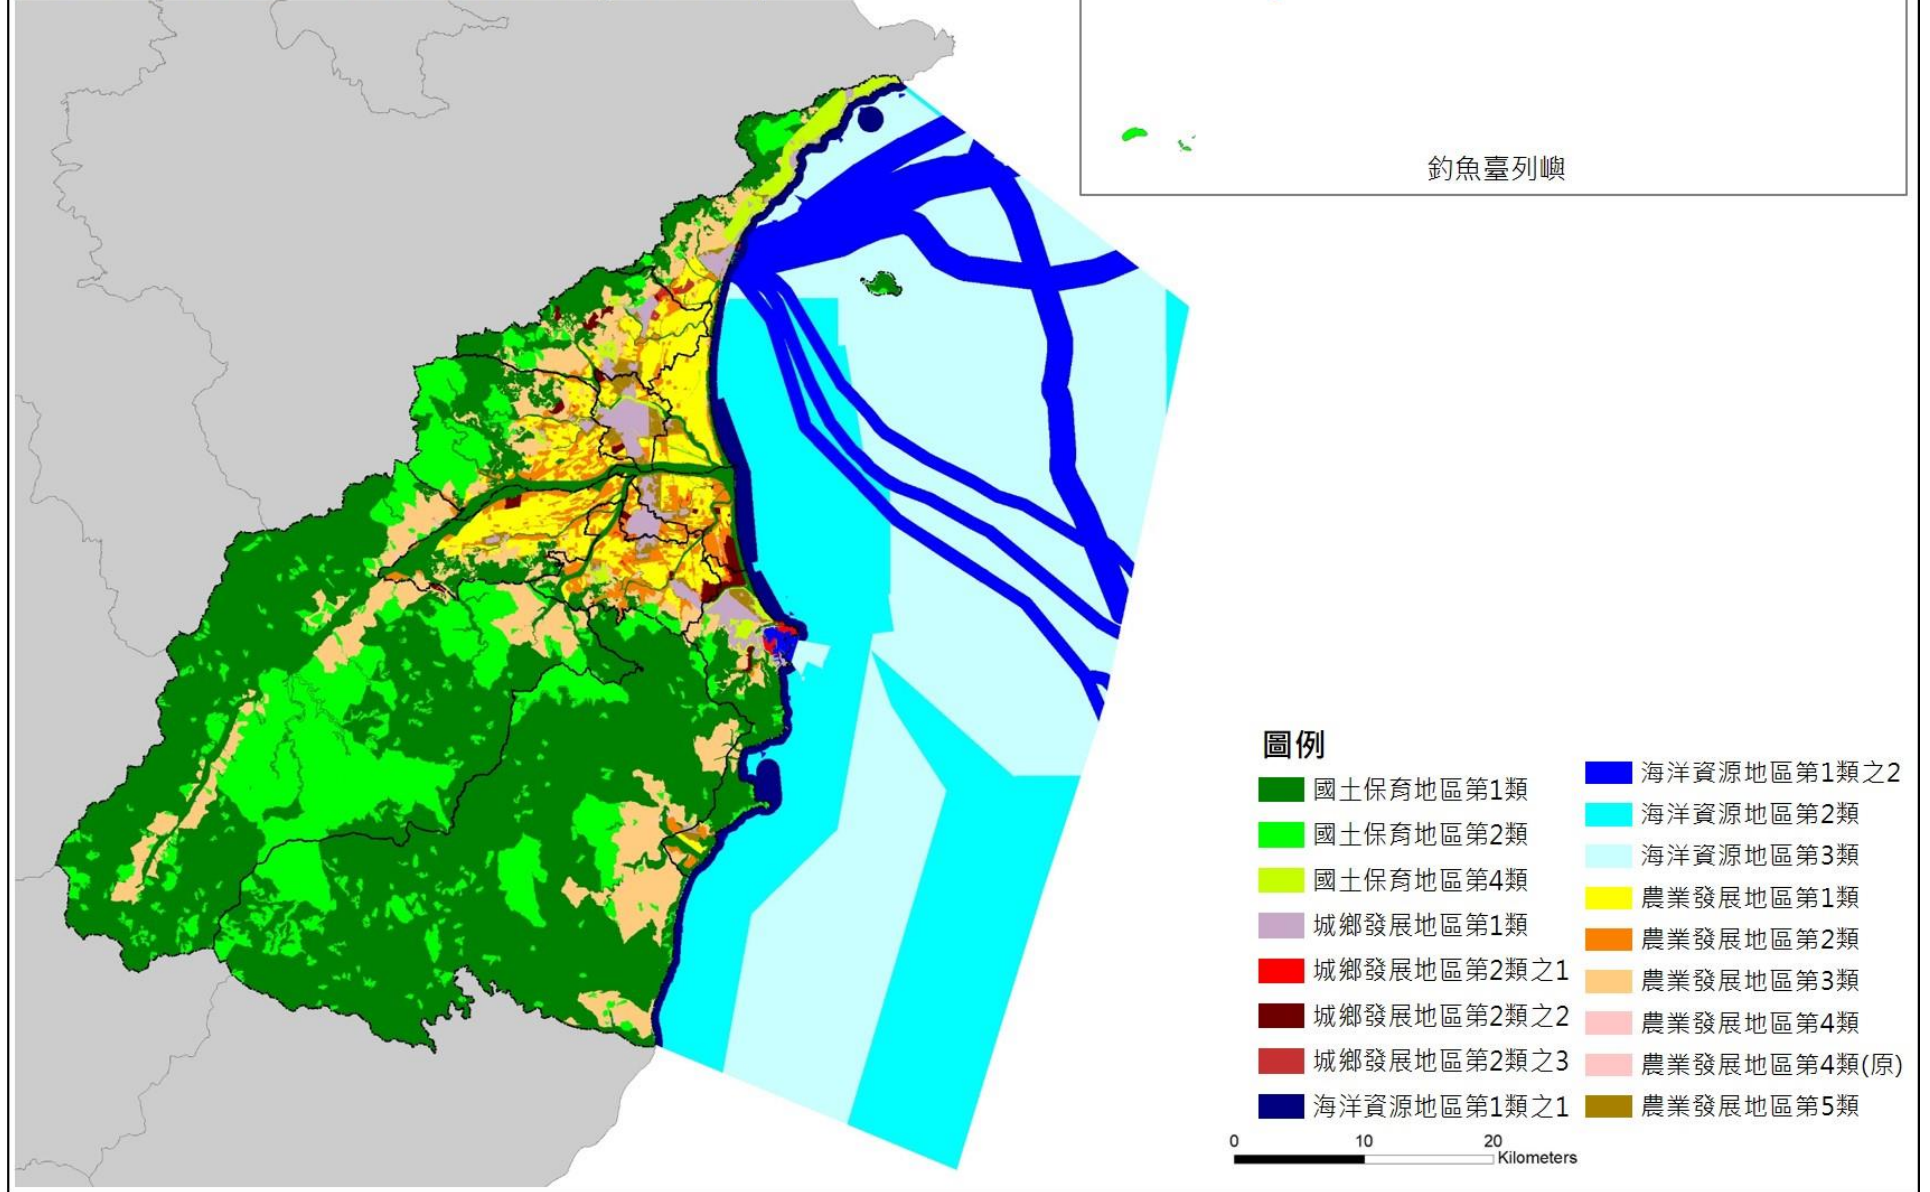 釣魚臺列嶼
圖例
國土保育地區第1類
國土保育地區第2類
國土保育地區第4類
城鄉發展地區第1類
城鄉發展地區第2類之1
城鄉發展地區第2類之2
城鄉發展地區第2類之3
海洋資源地區第1類之1
海洋資源地區第1類之2
海洋資源地區第2類
海洋資源地區第3類
農業發展地區第1類
農業發展地區第2類
農業發展地區第3類
農業發展地區第4類
農業發展地區第4類(原)
農業發展地區第5類
0 10 20
Kilometers